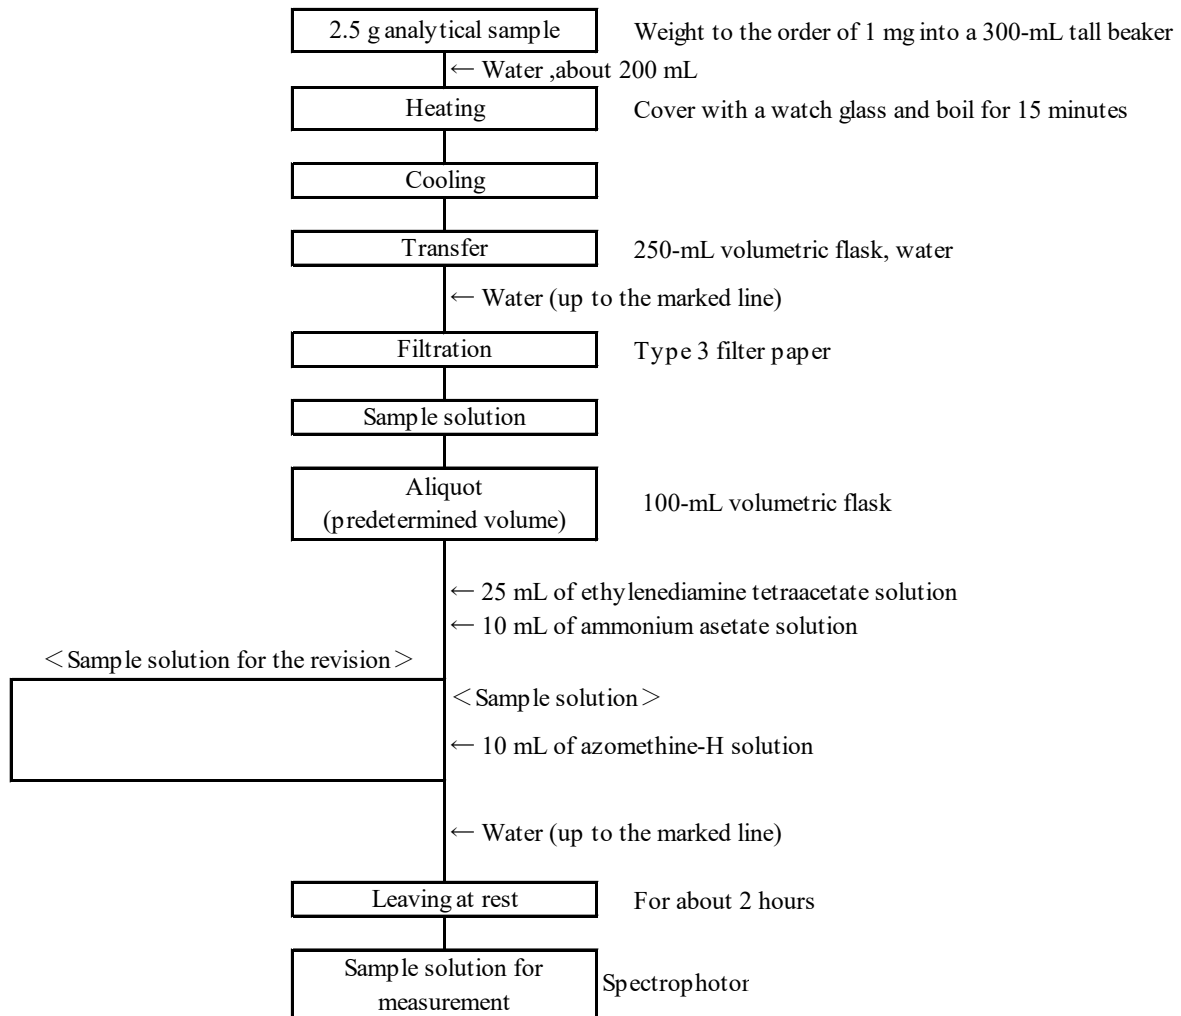 2.5 g analytical sample
Weight to the order of 1 mg into a 300-mL tall beaker
← Water ,about 200 mL
Heating
Cover with a watch glass and boil for 15 minutes
Cooling
Transfer
250-mL volumetric flask, water
← Water (up to the marked line)
Filtration
Type 3 filter paper
Sample solution
Aliquot
(predetermined volume)
100-mL volumetric flask
← 25 mL of ethylenediamine tetraacetate solution
← 10 mL of ammonium asetate solution
＜Sample solution for the revision＞
＜Sample solution＞
← 10 mL of azomethine-H solution
← Water (up to the marked line)
Leaving at rest
For about 2 hours
Sample solution for
measurement
Spectrophotor